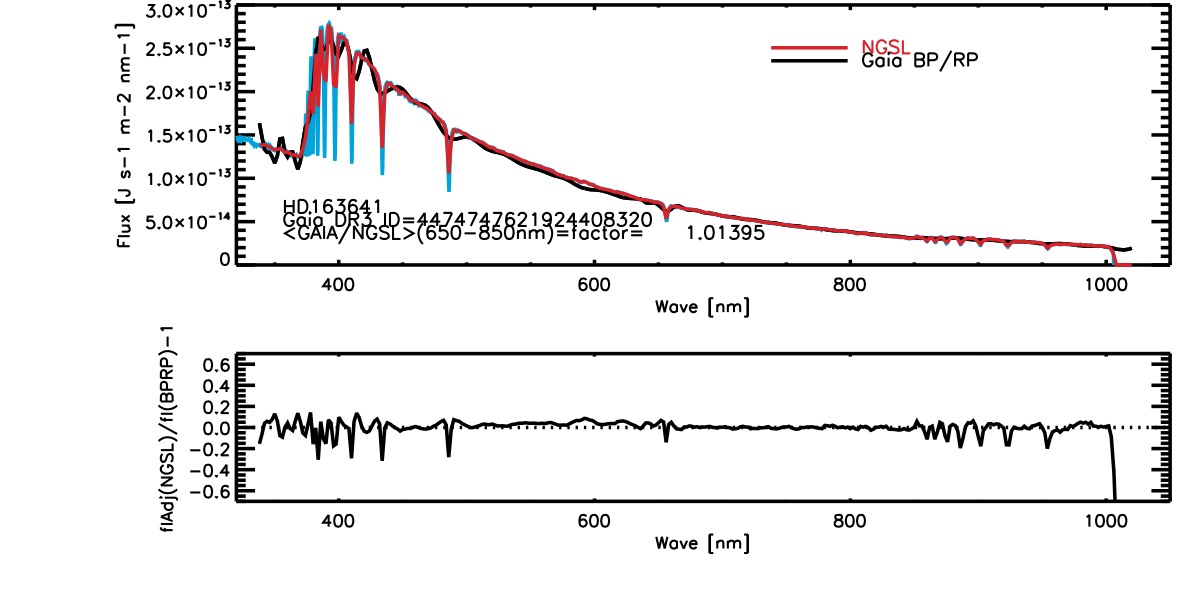 3.0×10−13
2.5×10−13
2.0×10−13
1.5×10−13
1.0×10−13
5.0×10−14
0
Flux [J s−1 m−2 nm−1]
NGSL
Gaia BP/RP
HD163641
Gaia DR3 ID=4474747621924408320
<GAIA/NGSL>(650−850nm)=factor= 1.01395
400 600 800 1000
Wave [nm]
flAdj(NGSL)/fl(BPRP)−1
0.6
0.4
0.2
0.0
−0.2
−0.4
−0.6
400 600 800 1000
Wave [nm]